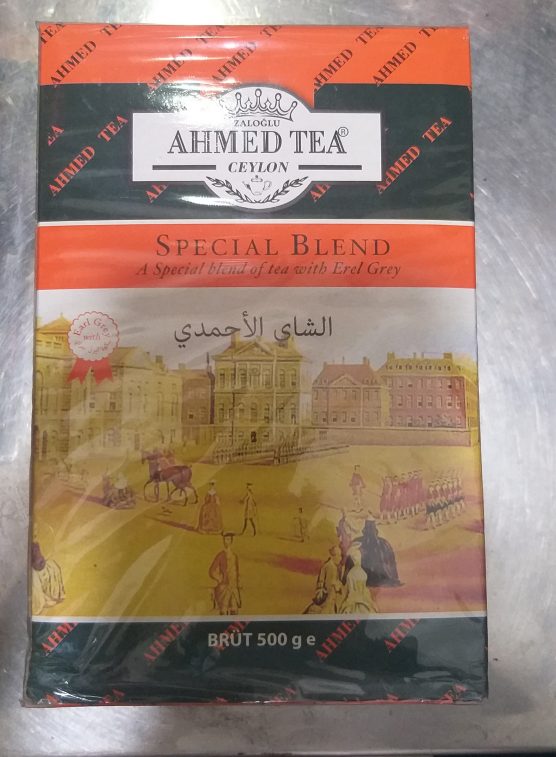 AHMED TEA AHMED TEA AHMED TEA AHMED TEA
ZALOĞLU
AHMED TEA®
CEYLON
AHMED TEA
AHMED TEA
SPECIAL BLEND
A Special blend of tea with Erel Grey
Earl Grey
with
الشاي الأحمدي
BRÜT 500 g e